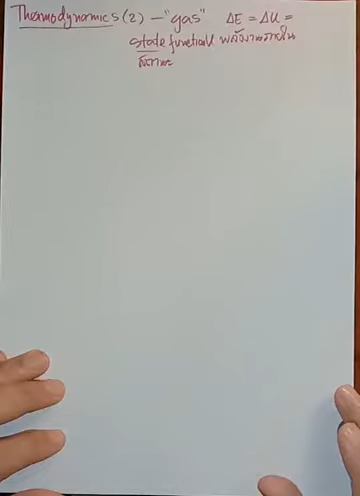 Thermodynamics (2) - "gas" ΔE = ΔU =
state function พลังงานภายใน
สภาวะ